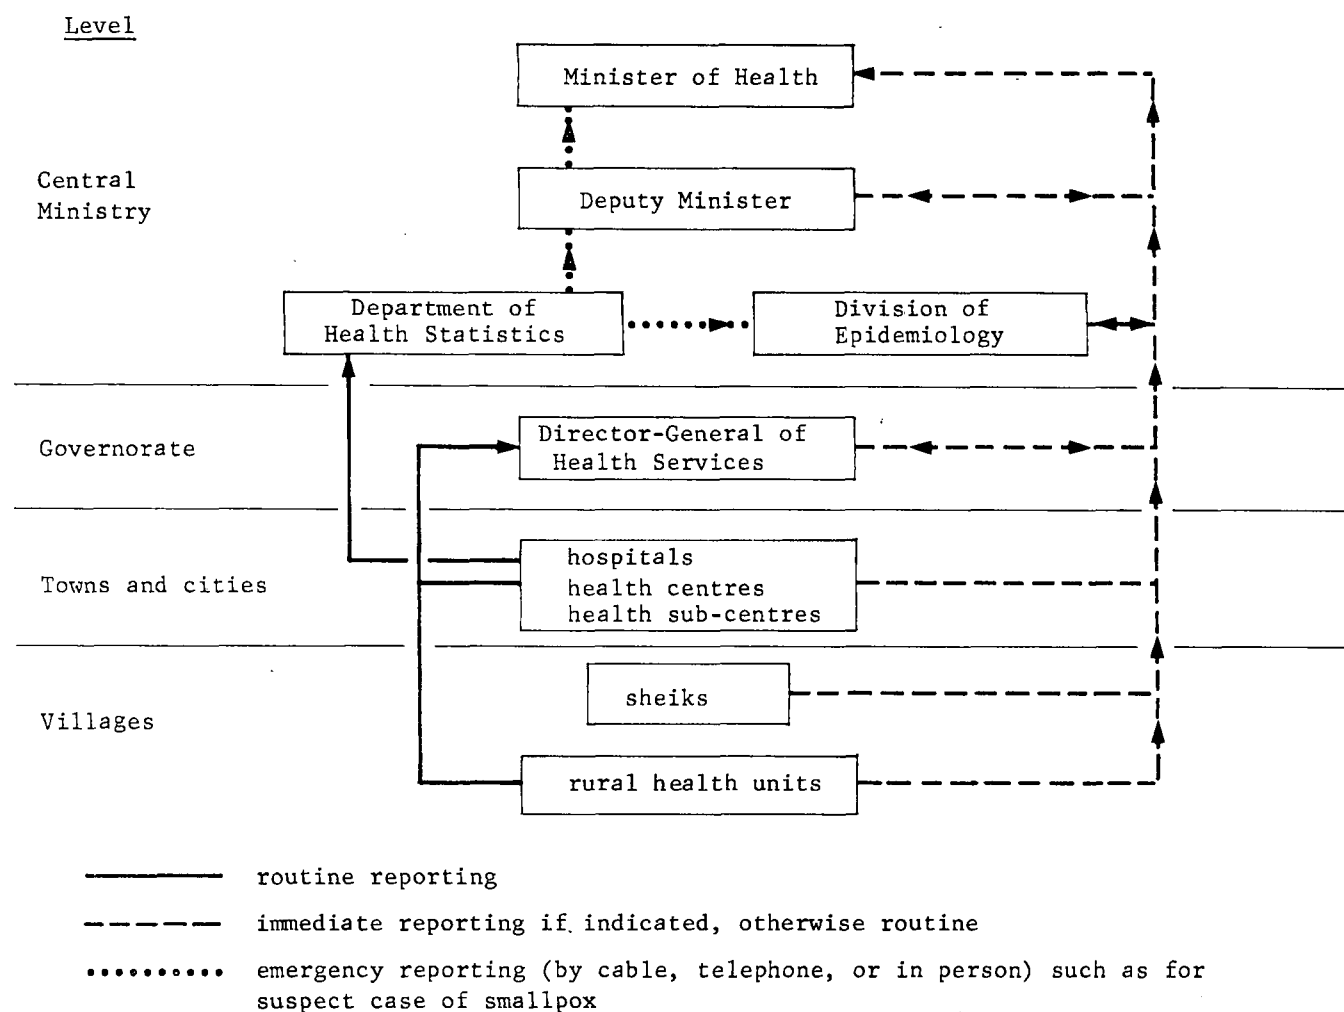 Level
Minister of Health
Central
Ministry
Deputy Minister
Department of
Health Statistics
Division of
Epidemiology
Governorate
Director-General of
Health Services
Towns and cities
hospitals
health centres
health sub-centres
Villages
sheiks
rural health units
routine reporting
immediate reporting if indicated, otherwise routine
emergency reporting (by cable, telephone, or in person) such as for
suspect case of smallpox